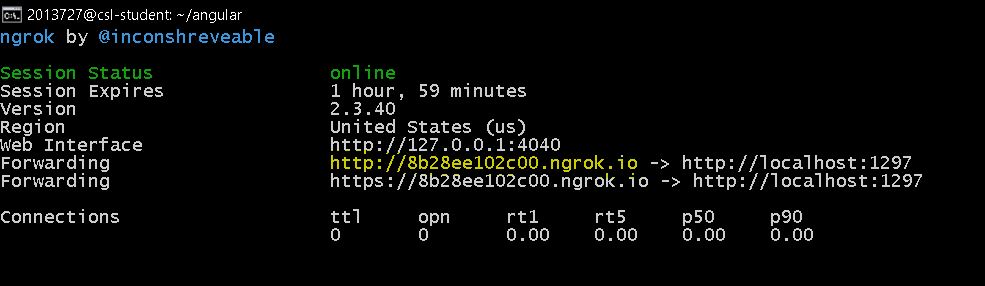 2013727@csl-student: ~/angular
ngrok by @inconshreveable
Session Status online
Session Expires 1 hour, 59 minutes
Version 2.3.40
Region United States (us)
Web Interface http://127.0.0.1:4040
Forwarding http://8b28ee102c00.ngrok.io -> http://localhost:1297
Forwarding https://8b28ee102c00.ngrok.io -> http://localhost:1297
Connections ttl opn rt1 rt5 p50 p90
0 0 0.00 0.00 0.00 0.00